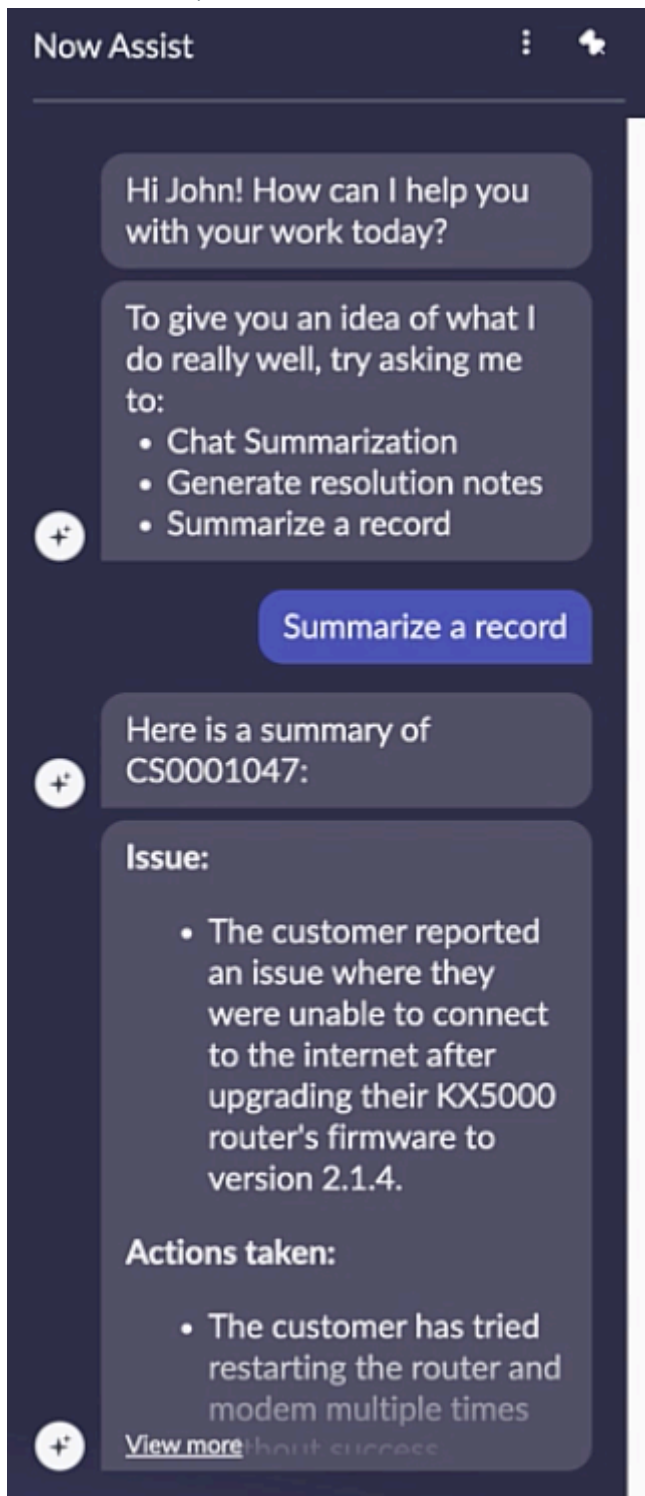 Now Assist
Hi John! How can I help you
with your work today?
To give you an idea of what I
do really well, try asking me
to:
• Chat Summarization
• Generate resolution notes
• Summarize a record
Summarize a record
Here is a summary of
CS0001047:
Issue:
• The customer reported
an issue where they
were unable to connect
to the internet after
upgrading their KX5000
router's firmware to
version 2.1.4.
Actions taken:
• The customer has tried
restarting the router and
modem multiple times
View more without success